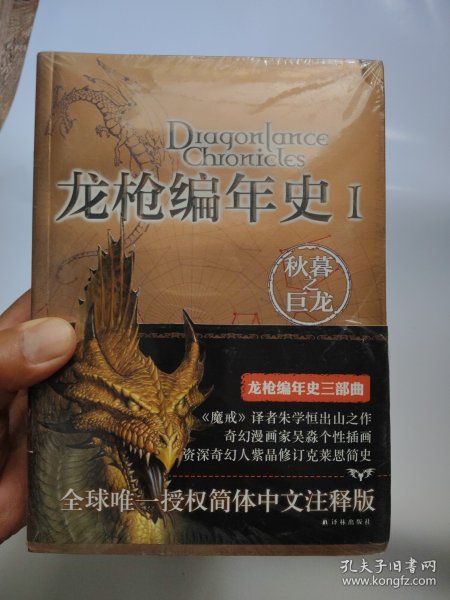 Dragonlance
Chronicles
龙枪编年史 I
秋暮
之
巨龙
龙枪编年史三部曲
《魔戒》译者朱学恒出山之作
奇幻漫画家吴淼个性插画
资深奇幻人紫晶修订克莱恩简史
全球唯一授权简体中文注释版
译林出版社
孔夫子旧书网
www.kongfz.com